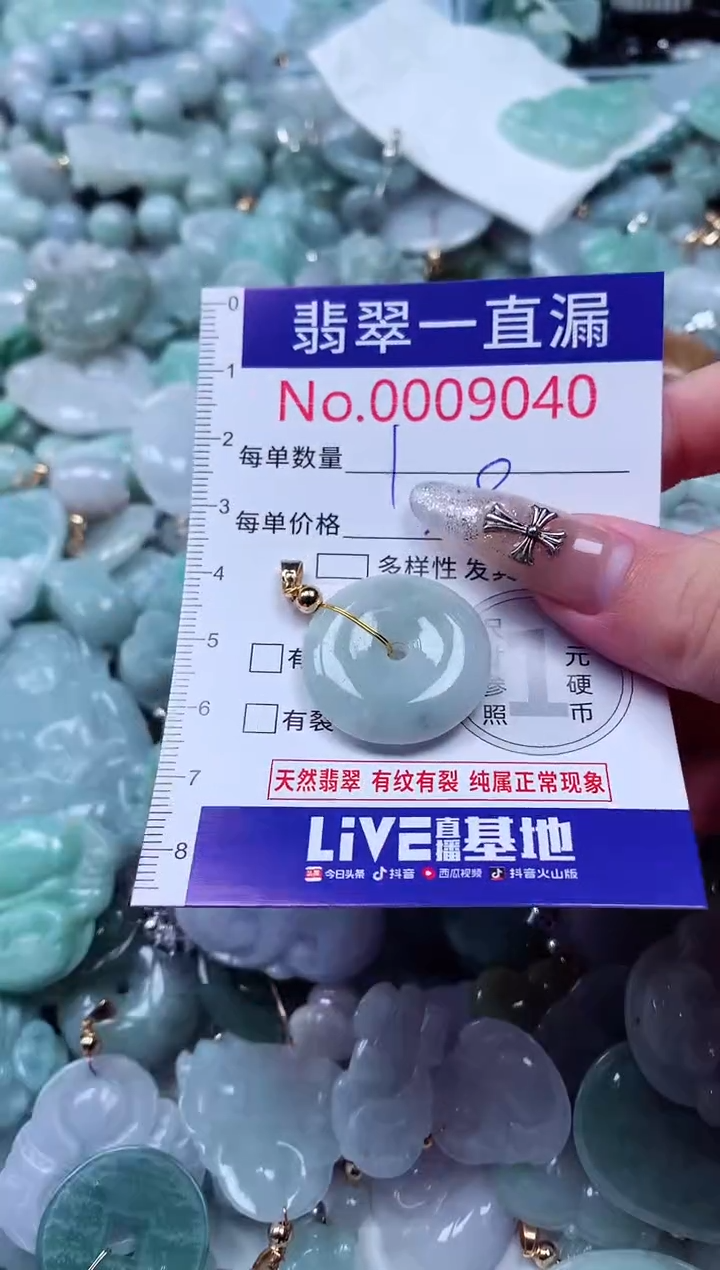 0
翡翠一直漏
1
No.0009040
2
每单数量
3
每单价格
4
多样性
5
有
元
硬
币
6
有裂
照
7
天然翡翠 有纹有裂 纯属正常现象
8
LiVE直播基地
今日头条 抖音 西瓜视频 抖音火山版